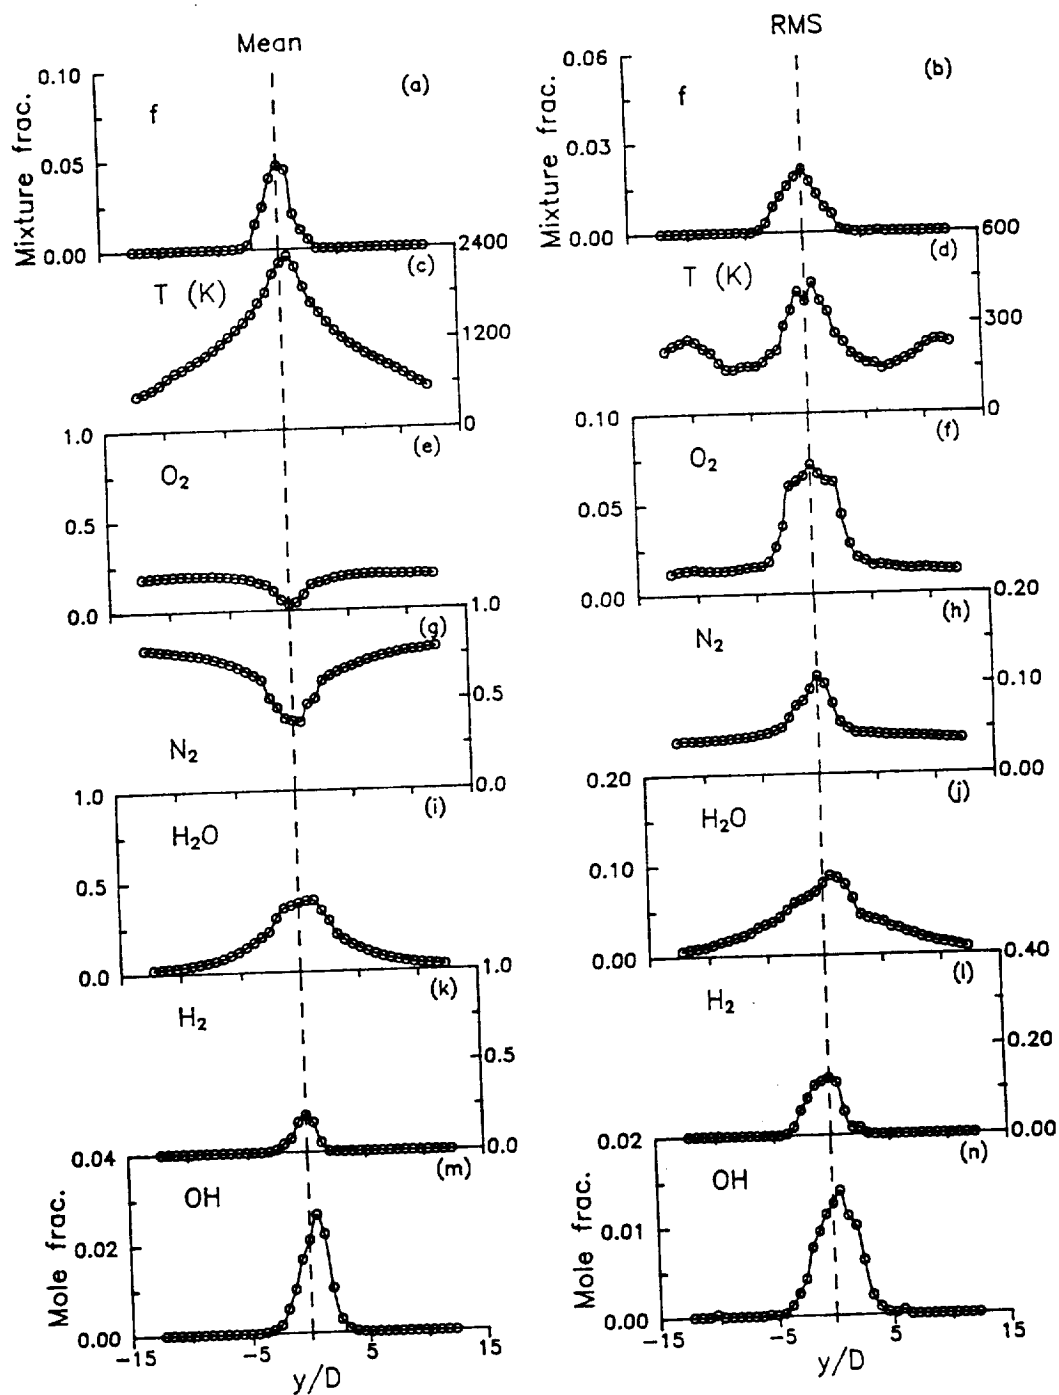 Mean
RMS
Mixture frac.
0.10
0.05
0.00
f
(a)
Mixture frac.
0.06
0.03
0.00
f
(b)
T (K)
(c)
2400
1200
0
T (K)
(d)
600
300
0
1.0
0.5
0.0
O₂
(e)
0.10
0.05
0.00
O₂
(f)
N₂
(g)
1.0
0.5
0.0
N₂
(h)
0.20
0.10
0.00
1.0
0.5
0.0
H₂O
(i)
0.20
0.10
0.00
H₂O
(j)
H₂
(k)
1.0
0.5
0.0
H₂
(l)
0.40
0.20
0.00
Mole frac.
0.04
0.02
0.00
OH
(m)
-15
-5
5
15
y/D
Mole frac.
0.02
0.01
0.00
OH
(n)
-15
-5
5
15
y/D